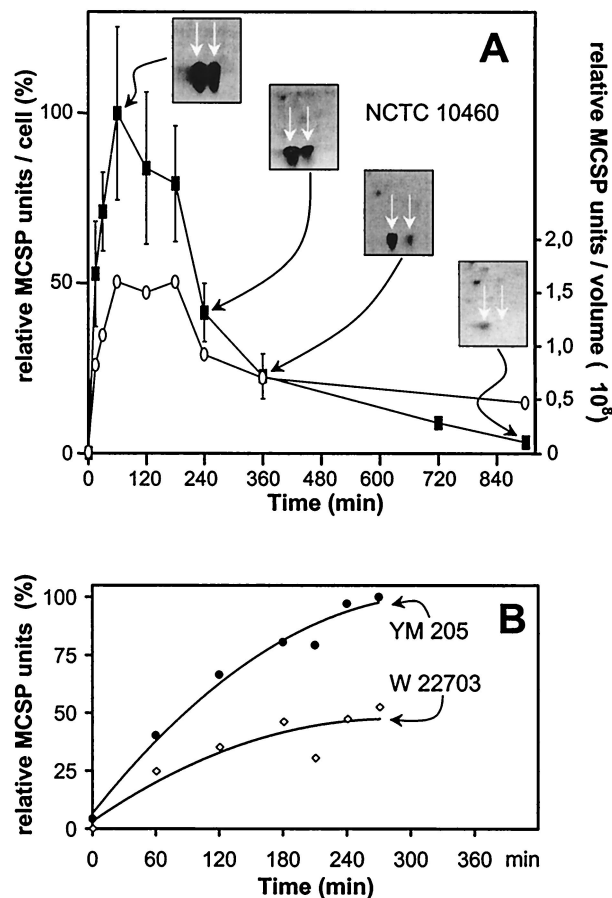 A
NCTC 10460
relative MCSP units / cell (%)
100
50
0
relative MCSP units / volume ( 10⁸)
2,0
1,5
1,0
0,5
0
0 120 240 360 480 600 720 840
Time (min)
B
YM 205
W 22703
relative MCSP units (%)
100
75
50
25
0
0 60 120 180 240 300 360 min
Time (min)